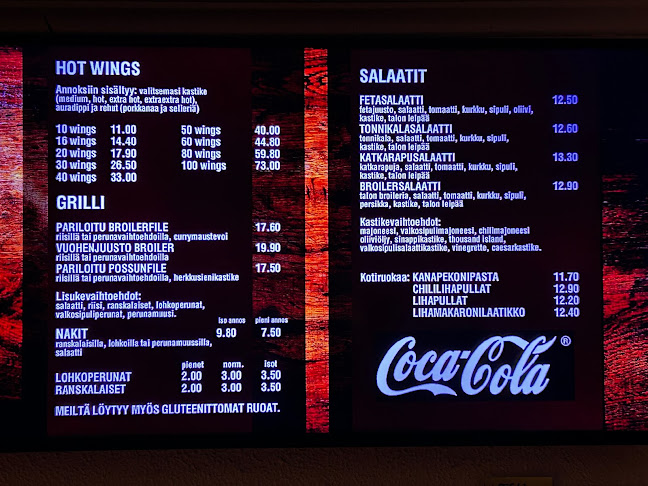 HOT WINGS
Annoksiin sisältyy: valitsemasi kastike
(medium, hot, extra hot, extraextra hot),
auradippi ja rehut (porkkanaa ja selleriä)
10 wings 11.00 50 wings 40.00
16 wings 14.40 60 wings 44.80
20 wings 17.90 80 wings 59.80
30 wings 26.50 100 wings 73.00
40 wings 33.00
GRILLI
PARILOITU BROILERFILE 17.60
riisillä tai perunavaihtoehdoilla, currymaustevoi
VUOHENJUUSTO BROILER 19.90
riisillä tai perunavaihtoehdoilla
PARILOITU POSSUNFILE 17.50
riisillä tai perunavaihtoehdoilla, herkkusienikastike
Lisukevaihtoehdot:
salaatti, riisi, ranskalaiset, lohkoperunat,
valkosipuliperunat, perunamuusi.
iso annos pieni annos
NAKIT 9.80 7.50
ranskalaisilla, lohkoilla tai perunamuussilla,
salaatti
pienet norm. isot
LOHKOPERUNAT 2.00 3.00 3.50
RANSKALAISET 2.00 3.00 3.50
MEILTÄ LÖYTYY MYÖS GLUTEENITTOMAT RUOAT.
SALAATIT
FETASALAATTI 12.50
fetajuusto, salaatti, tomaatti, kurkku, sipuli, oliivi,
kastike, talon leipää
TONNIKALASALAATTI 12.60
tonnikala, salaatti, tomaatti, kurkku, sipuli,
kastike, talon leipää
KATKARAPUSALAATTI 13.30
katkarapuja, salaatti, tomaatti, kurkku, sipuli,
kastike, talon leipää
BROILERSALAATTI 12.90
talon broileria, salaatti, tomaatti, kurkku, sipuli,
persikka, kastike, talon leipää
Kastikevaihtoehdot:
majoneesi, valkosipulimajoneesi, chilimajoneesi
oliiviöljy, sinappikastike, thousand island,
valkosipulisalaattikastike, vinegrette, caesarkastike.
Kotiruokaa: KANAPEKONIPASTA 11.70
CHILILIHAPULLAT 12.90
LIHAPULLAT 12.20
LIHAMAKARONILAATIKKO 12.40
Coca-Cola ®